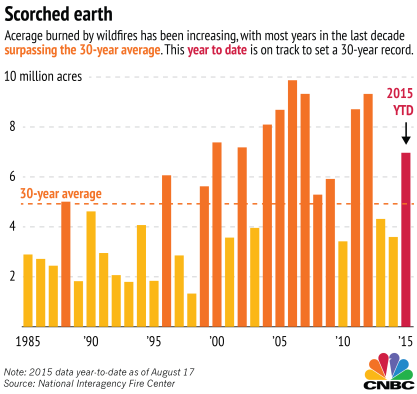 Scorched earth
Acerage burned by wildfires has been increasing, with most years in the last decade
surpassing the 30-year average. This year to date is on track to set a 30-year record.
10 million acres
2015
YTD
8
6
30-year average
4
2
1985 '90 '95 '00 '05 '10 '15
Note: 2015 data year-to-date as of August 17
Source: National Interagency Fire Center
CNBC